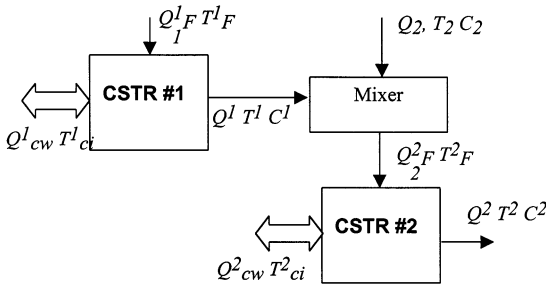 Q¹F T¹F
1
Q₂, T₂ C₂
CSTR #1
Mixer
Q¹ T¹ C¹
Q¹cw T¹ci
Q²F T²F
2
CSTR #2
Q² T² C²
Q²cw T²ci